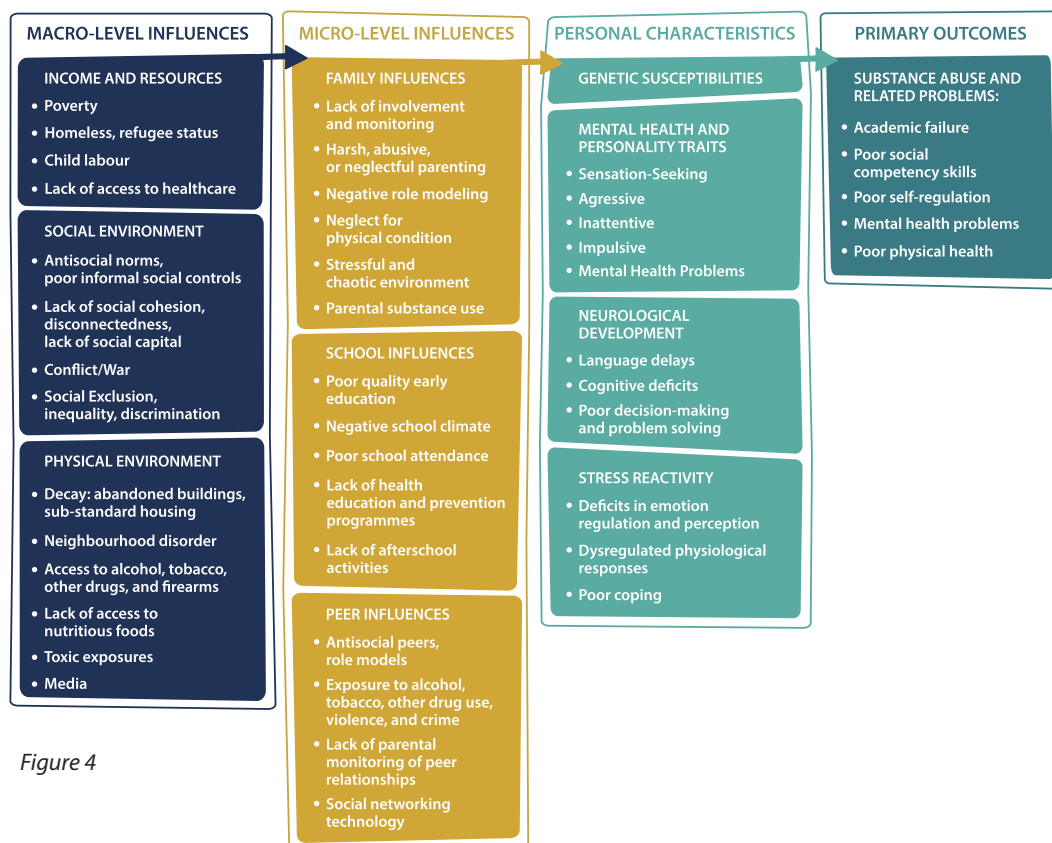 MACRO-LEVEL INFLUENCES
INCOME AND RESOURCES
• Poverty
• Homeless, refugee status
• Child labour
• Lack of access to healthcare
SOCIAL ENVIRONMENT
• Antisocial norms,
poor informal social controls
• Lack of social cohesion,
disconnectedness,
lack of social capital
• Conflict/War
• Social Exclusion,
inequality, discrimination
PHYSICAL ENVIRONMENT
• Decay: abandoned buildings,
sub-standard housing
• Neighbourhood disorder
• Access to alcohol, tobacco,
other drugs, and firearms
• Lack of access to
nutritious foods
• Toxic exposures
• Media
MICRO-LEVEL INFLUENCES
FAMILY INFLUENCES
• Lack of involvement
and monitoring
• Harsh, abusive,
or neglectful parenting
• Negative role modeling
• Neglect for
physical condition
• Stressful and
chaotic environment
• Parental substance use
SCHOOL INFLUENCES
• Poor quality early
education
• Negative school climate
• Poor school attendance
• Lack of health
education and prevention
programmes
• Lack of afterschool
activities
PEER INFLUENCES
• Antisocial peers,
role models
• Exposure to alcohol,
tobacco, other drug use,
violence, and crime
• Lack of parental
monitoring of peer
relationships
• Social networking
technology
PERSONAL CHARACTERISTICS
GENETIC SUSCEPTIBILITIES
MENTAL HEALTH AND
PERSONALITY TRAITS
• Sensation-Seeking
• Agressive
• Inattentive
• Impulsive
• Mental Health Problems
NEUROLOGICAL
DEVELOPMENT
• Language delays
• Cognitive deficits
• Poor decision-making
and problem solving
STRESS REACTIVITY
• Deficits in emotion
regulation and perception
• Dysregulated physiological
responses
• Poor coping
PRIMARY OUTCOMES
SUBSTANCE ABUSE AND
RELATED PROBLEMS:
• Academic failure
• Poor social
competency skills
• Poor self-regulation
• Mental health problems
• Poor physical health
Figure 4